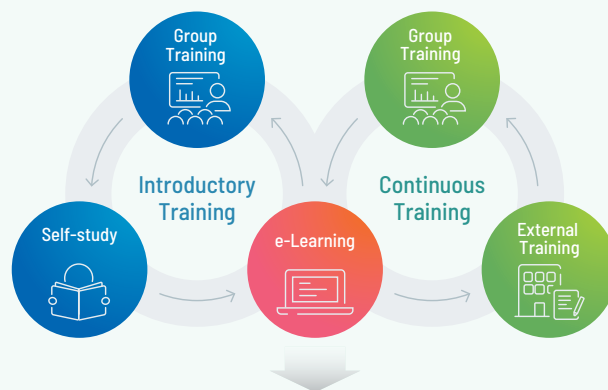 Group
Training
Group
Training
Introductory
Training
Continuous
Training
Self-study
e-Learning
External
Training